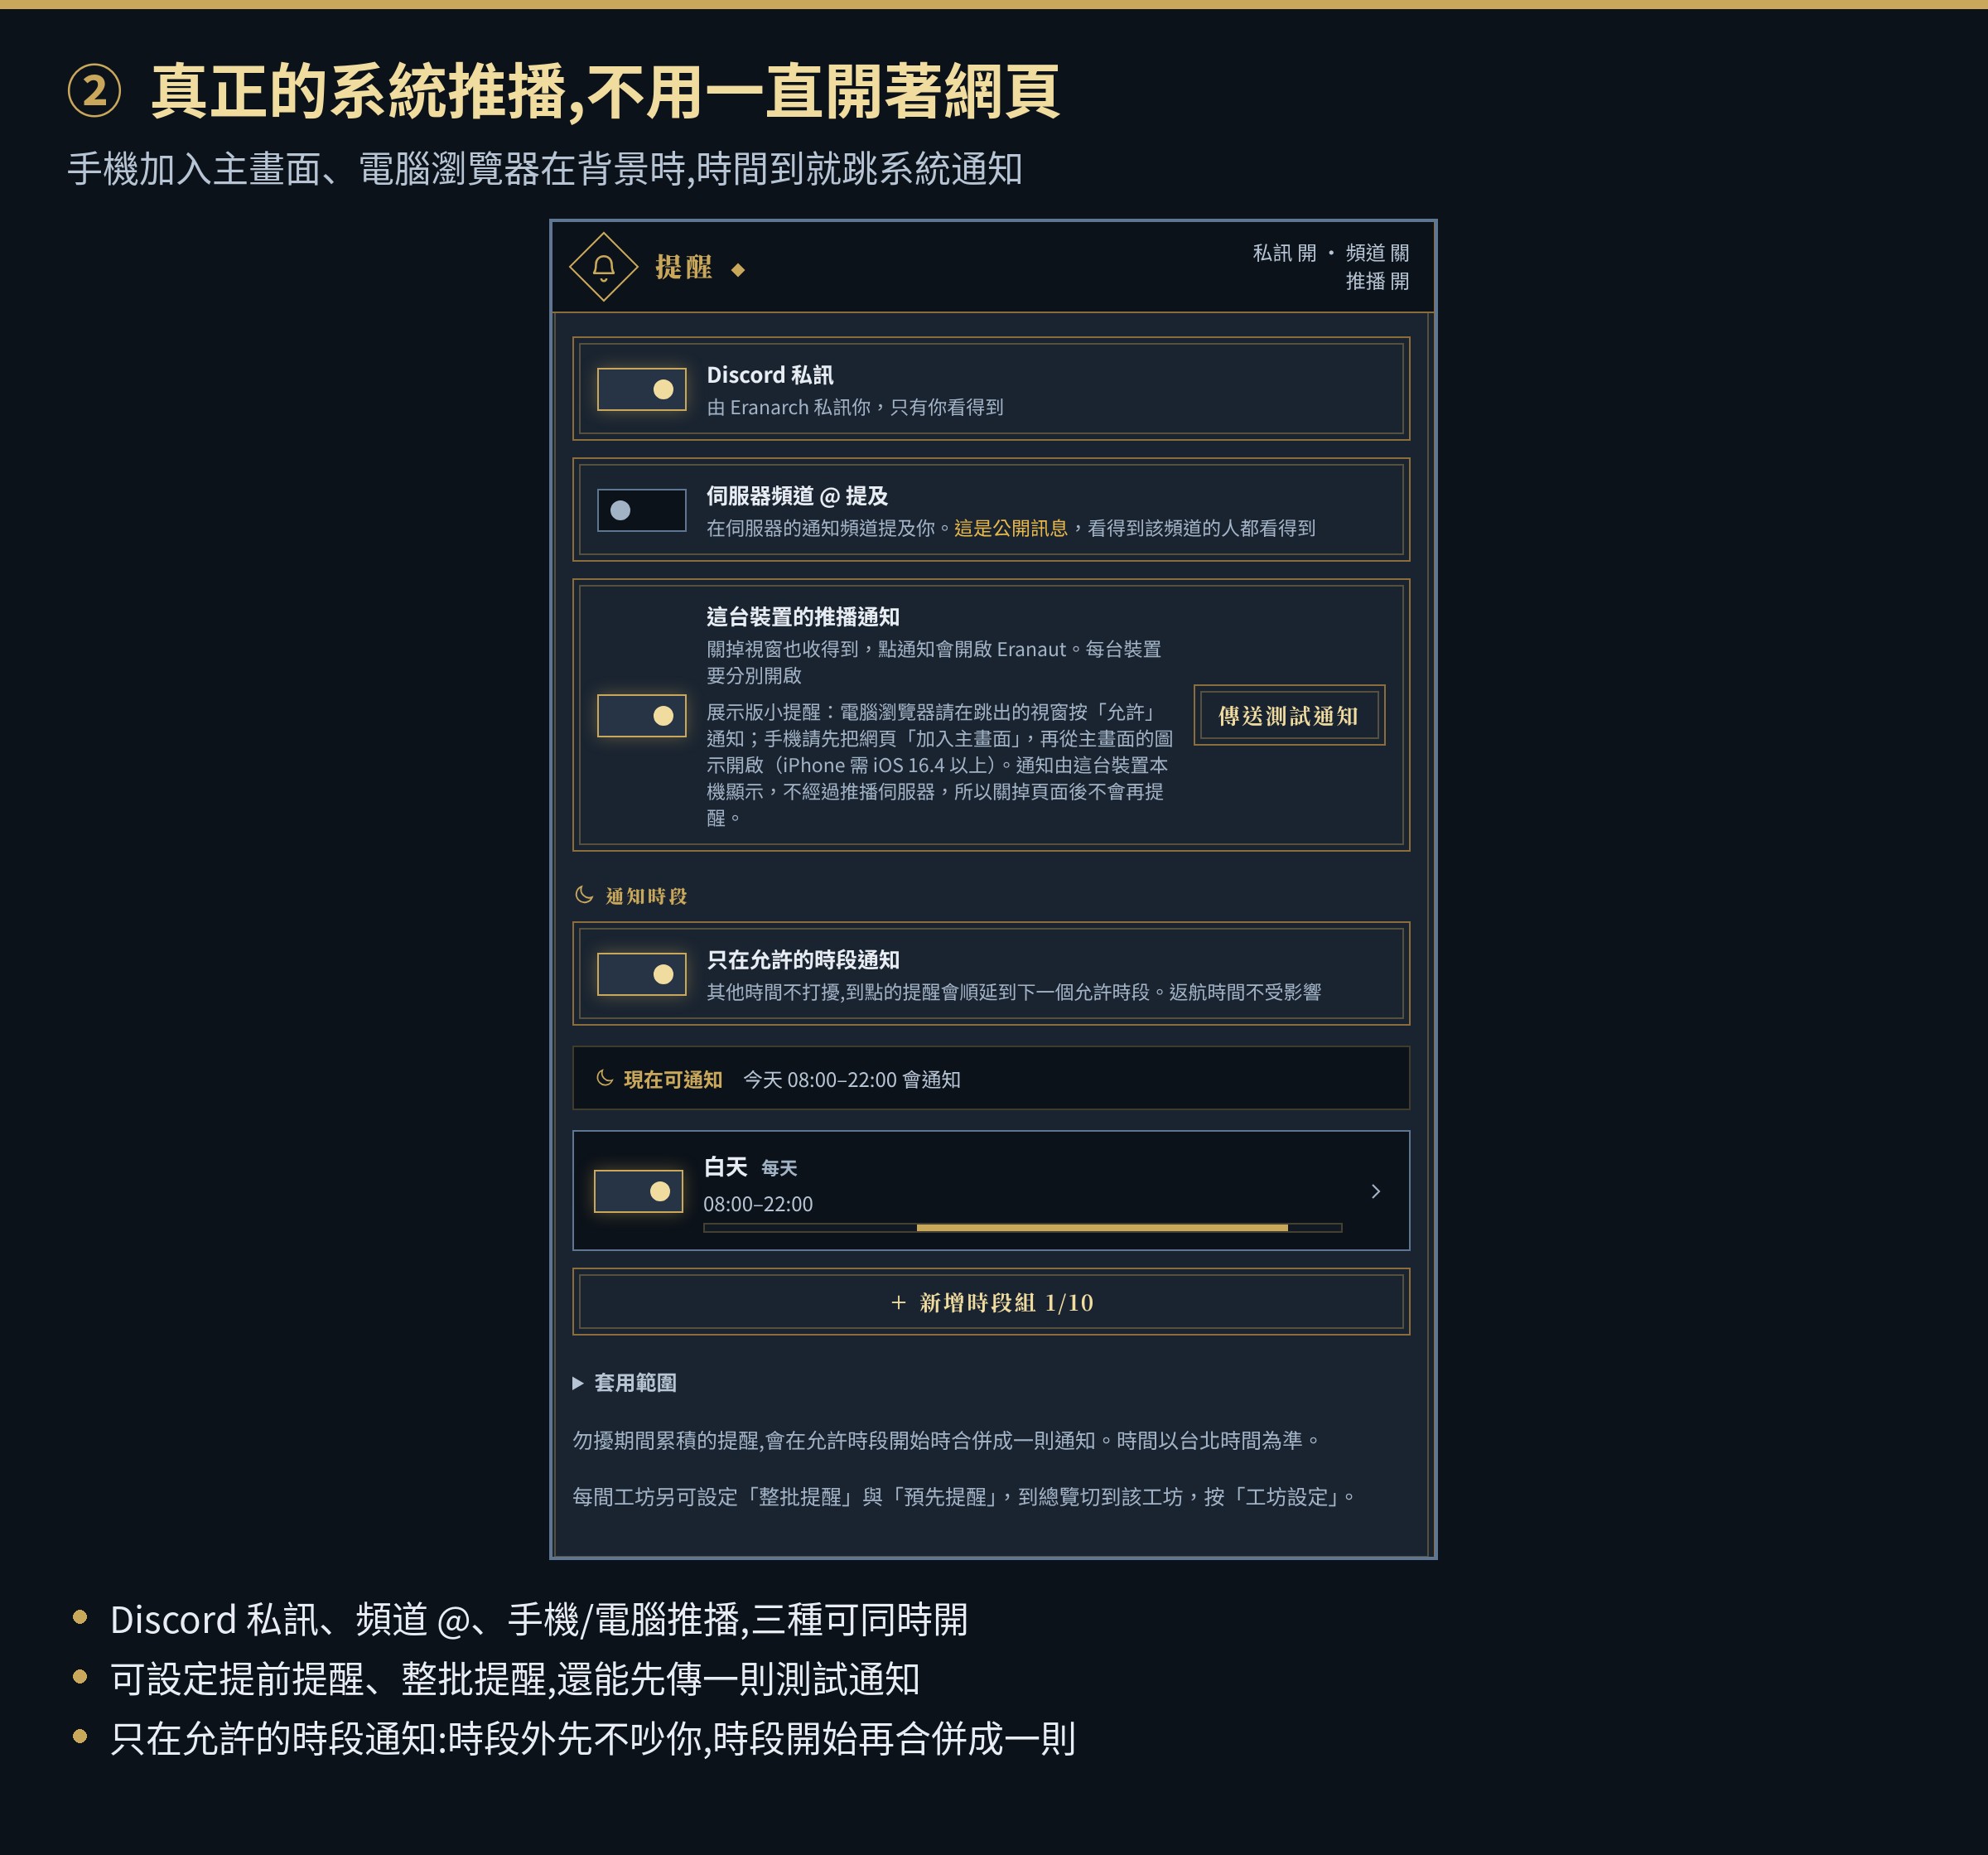 ② 真正的系統推播,不用一直開著網頁
手機加入主畫面、電腦瀏覽器在背景時,時間到就跳系統通知
提醒
私訊 開 · 頻道 關
推播 開
Discord 私訊
由 Eranarch 私訊你，只有你看得到
伺服器頻道 @ 提及
在伺服器的通知頻道提及你。這是公開訊息，看得到該頻道的人都看得到
這台裝置的推播通知
關掉視窗也收得到，點通知會開啟 Eranaut。每台裝置
要分別開啟
展示版小提醒：電腦瀏覽器請在跳出的視窗按「允許」
通知；手機請先把網頁「加入主畫面」，再從主畫面的圖
示開啟（iPhone 需 iOS 16.4 以上）。通知由這台裝置本
機顯示，不經過推播伺服器，所以關掉頁面後不會再提
醒。
傳送測試通知
通知時段
只在允許的時段通知
其他時間不打擾,到點的提醒會順延到下一個允許時段。返航時間不受影響
現在可通知 今天 08:00–22:00 會通知
白天 每天
08:00–22:00
+ 新增時段組 1/10
▶ 套用範圍
勿擾期間累積的提醒,會在允許時段開始時合併成一則通知。時間以台北時間為準。
每間工坊另可設定「整批提醒」與「預先提醒」，到總覽切到該工坊，按「工坊設定」。
• Discord 私訊、頻道 @、手機/電腦推播,三種可同時開
• 可設定提前提醒、整批提醒,還能先傳一則測試通知
• 只在允許的時段通知:時段外先不吵你,時段開始再合併成一則